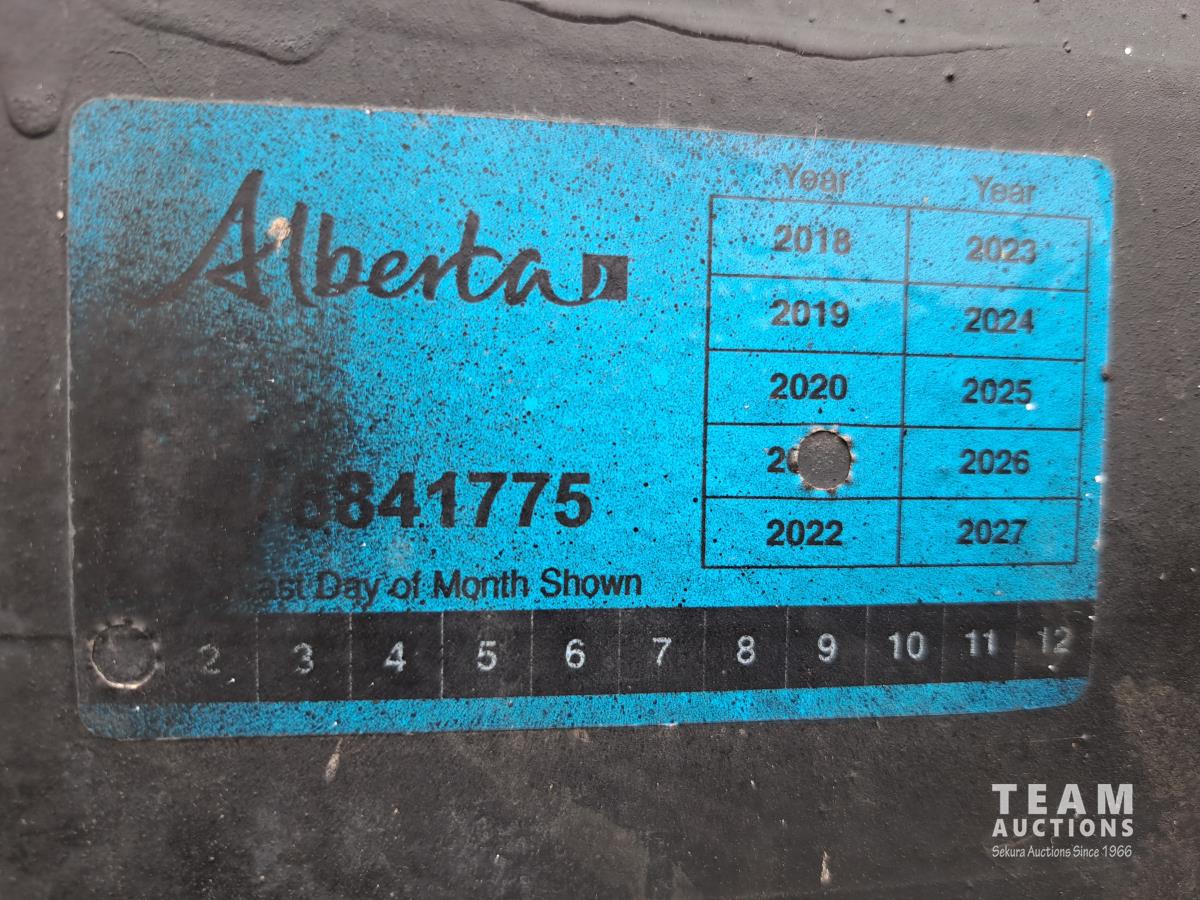 Alberta
Year Year
2018 2023
2019 2024
2020 2025
2026
6841775
2022 2027
Day of Month Shown
2 3 4 5 6 7 8 9 10 11 12
TEAM
AUCTIONS
Sekura Auctions Since 1966